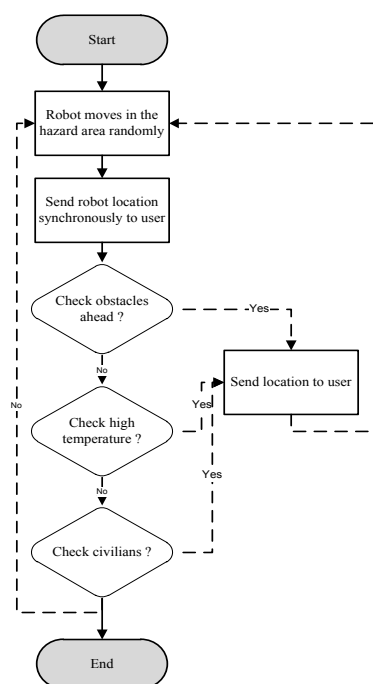 Start
Robot moves in the
hazard area randomly
Send robot location
synchronously to user
Check obstacles
ahead ?
Yes
No
Send location to user
Check high
temperature ?
Yes
No
No
Yes
Check civilians ?
End